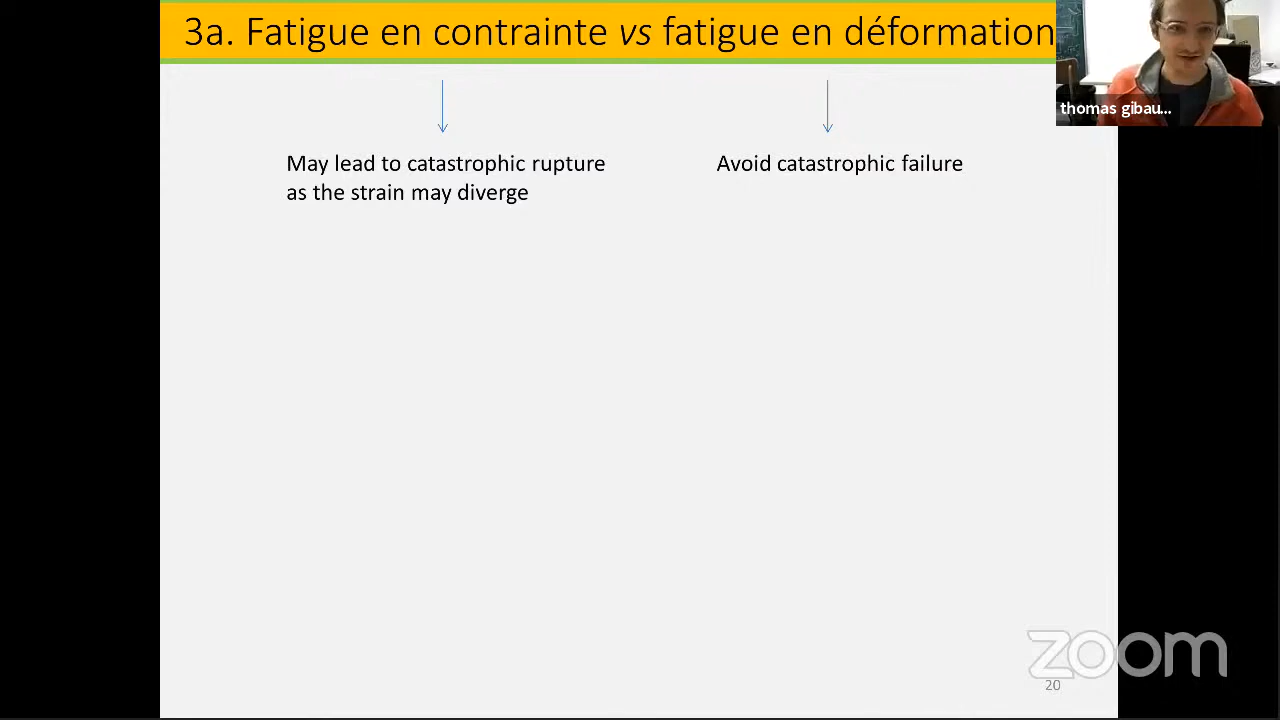 3a. Fatigue en contrainte vs fatigue en déformation
thomas gibau...
May lead to catastrophic rupture
as the strain may diverge
Avoid catastrophic failure
zoom
20